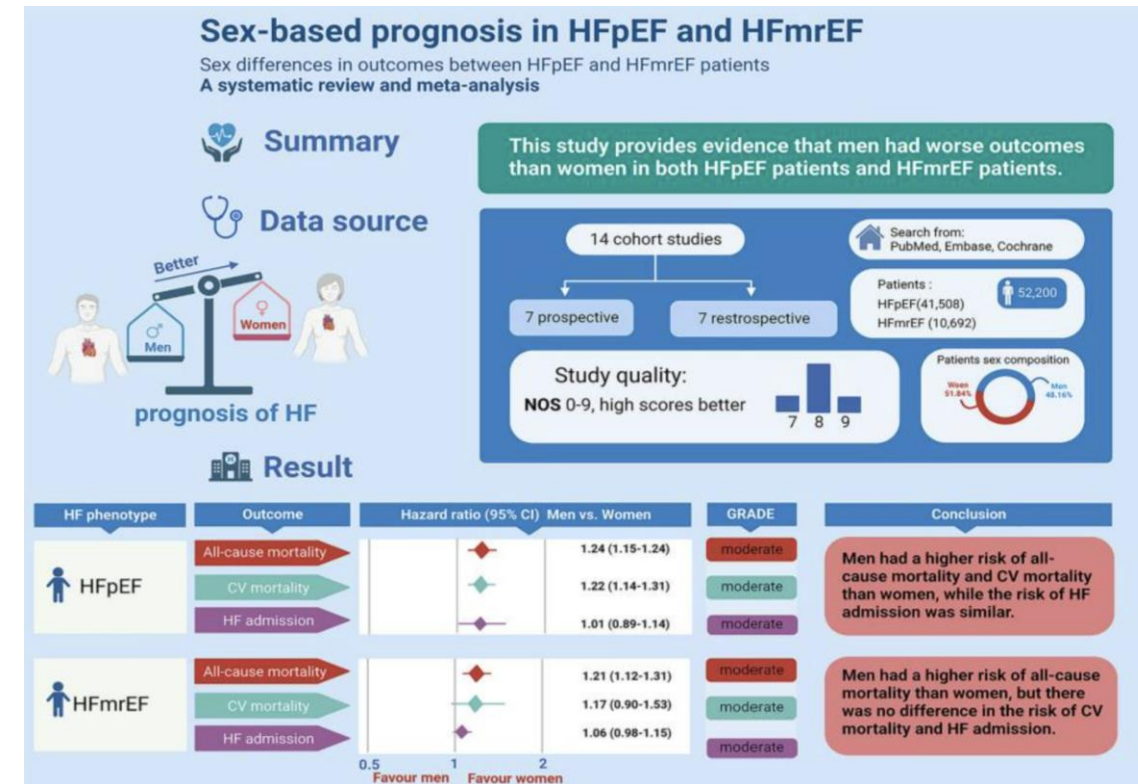 Sex-based prognosis in HFpEF and HFmrEF
Sex differences in outcomes between HFpEF and HFmrEF patients
A systematic review and meta-analysis
Summary
This study provides evidence that men had worse outcomes
than women in both HFpEF patients and HFmrEF patients.
Data source
Better
Men
Women
prognosis of HF
14 cohort studies
7 prospective
7 restrospective
Search from:
PubMed, Embase, Cochrane
Patients :
HFpEF(41,508)
HFmrEF (10,692)
52,200
Study quality:
NOS 0-9, high scores better
7 8 9
Patients sex composition
51.84%
Men
48.16%
Result
HF phenotype Outcome Hazard ratio (95% CI) Men vs. Women GRADE Conclusion
HFpEF
All-cause mortality 1.24 (1.15-1.24) moderate
CV mortality 1.22 (1.14-1.31) moderate
HF admission 1.01 (0.89-1.14) moderate
Men had a higher risk of all-
cause mortality and CV mortality
than women, while the risk of HF
admission was similar.
HFmrEF
All-cause mortality 1.21 (1.12-1.31) moderate
CV mortality 1.17 (0.90-1.53) moderate
HF admission 1.06 (0.98-1.15) moderate
Men had a higher risk of all-cause
mortality than women, but there
was no difference in the risk of CV
mortality and HF admission.
0.5 1 2
Favour men Favour women